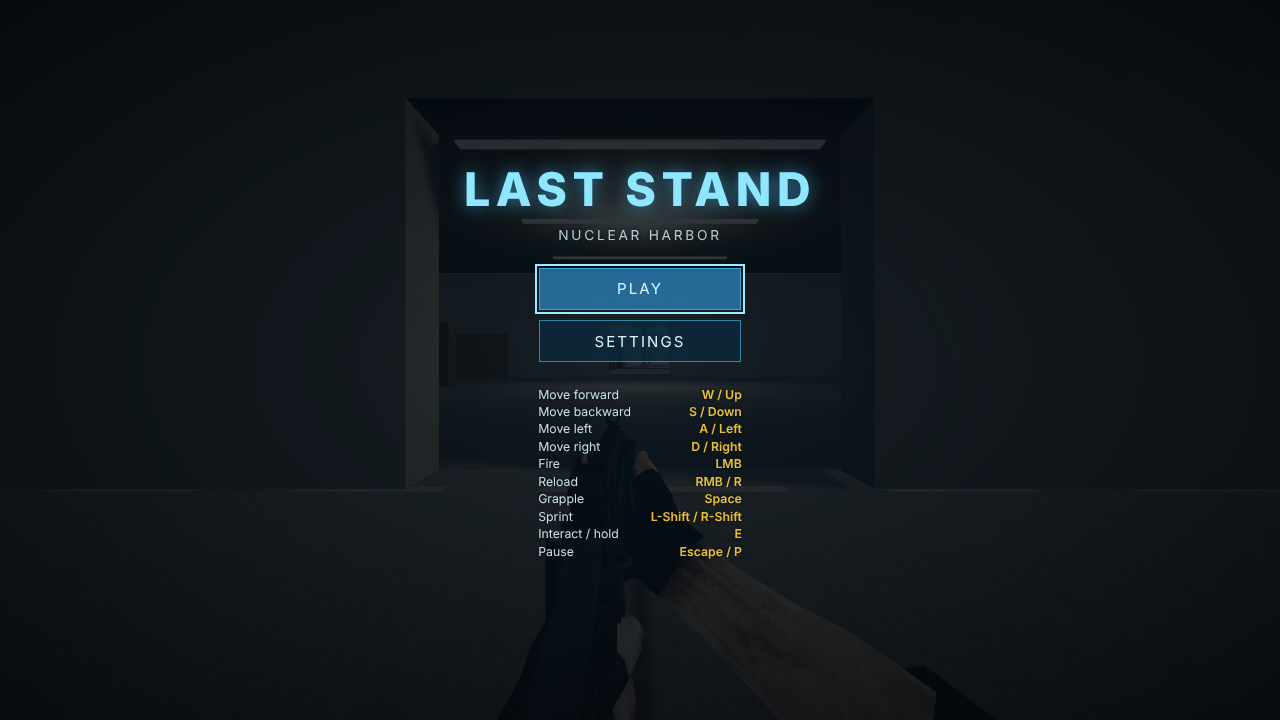 LAST STAND
NUCLEAR HARBOR
PLAY
SETTINGS
Move forward W / Up
Move backward S / Down
Move left A / Left
Move right D / Right
Fire LMB
Reload RMB / R
Grapple Space
Sprint L-Shift / R-Shift
Interact / hold E
Pause Escape / P